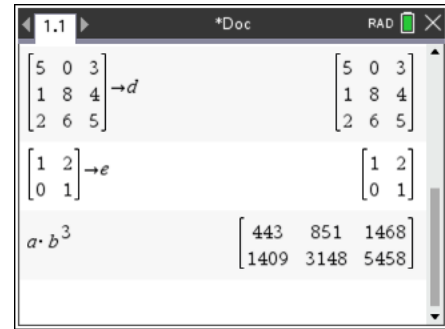 1.1 *Doc RAD
[5 0 3
1 8 4
2 6 5]→d [5 0 3
1 8 4
2 6 5]
[1 2
0 1]→e [1 2
0 1]
a·b³ [443 851 1468
1409 3148 5458]